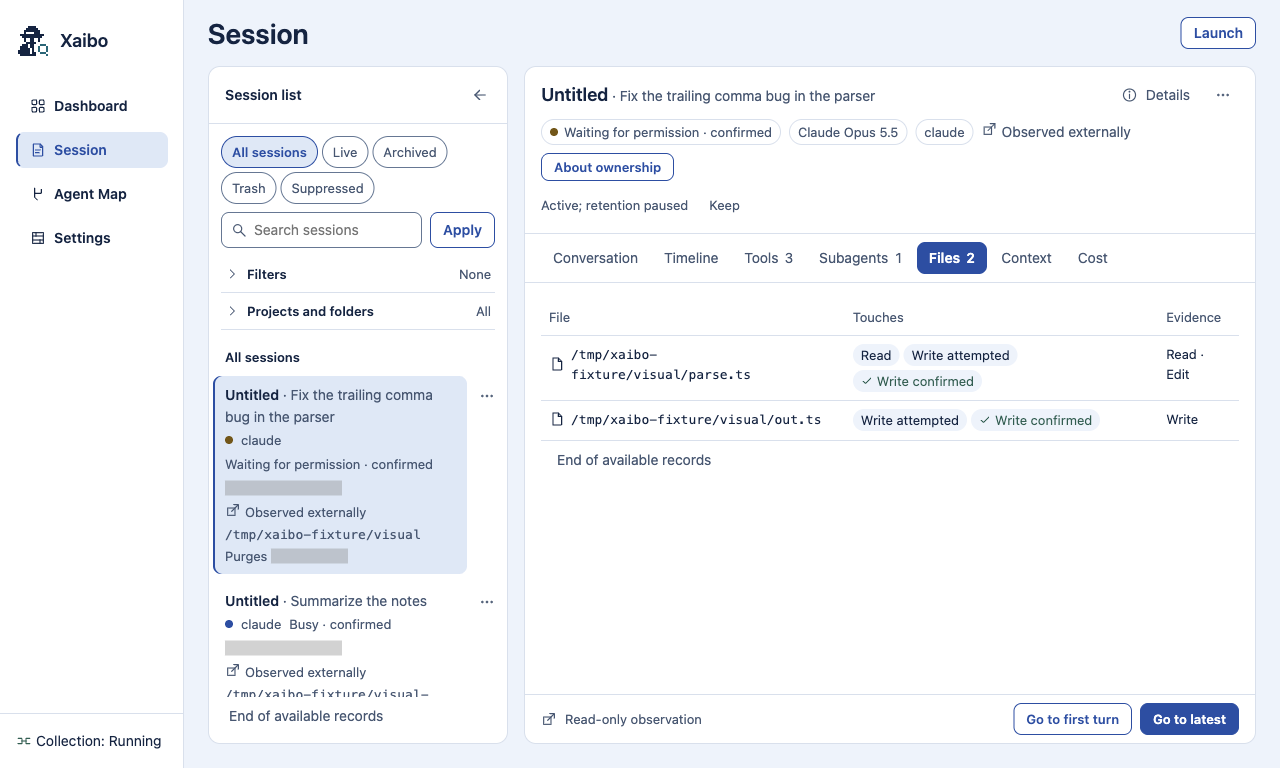 Xaibo
Dashboard
Session
Agent Map
Settings
Collection: Running
Session
Launch
Session list
All sessions
Live
Archived
Trash
Suppressed
Search sessions
Apply
Filters
None
Projects and folders
All
All sessions
Untitled · Fix the trailing comma
bug in the parser
claude
Waiting for permission · confirmed
Observed externally
/tmp/xaibo-fixture/visual
Purges
Untitled · Summarize the notes
claude Busy · confirmed
Observed externally
/tmp/xaibo-fixture/visual-
End of available records
Untitled · Fix the trailing comma bug in the parser
Details
Waiting for permission · confirmed
Claude Opus 5.5
claude
Observed externally
About ownership
Active; retention paused
Keep
Conversation
Timeline
Tools 3
Subagents 1
Files 2
Context
Cost
File
Touches
Evidence
/tmp/xaibo-
fixture/visual/parse.ts
Read
Write attempted
Write confirmed
Read ·
Edit
/tmp/xaibo-fixture/visual/out.ts
Write attempted
Write confirmed
Write
End of available records
Read-only observation
Go to first turn
Go to latest